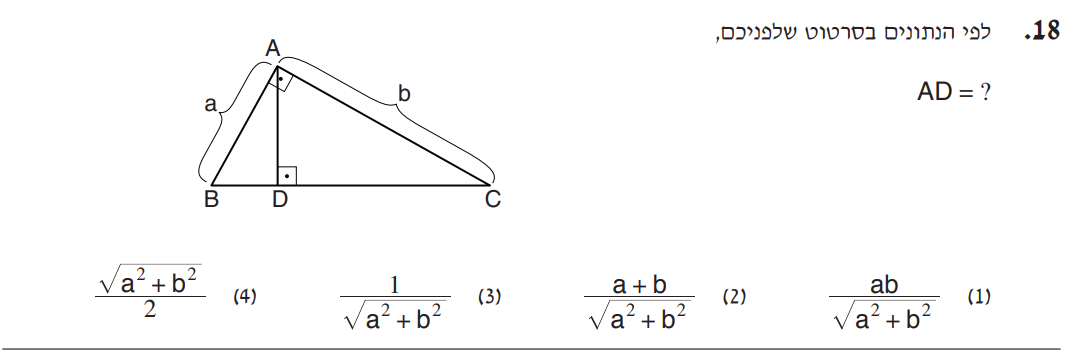 18. לפי הנתונים בסרטוט שלפניכם,
AD = ?
A
a
b
B
D
C
(1) ab / √(a² + b²)
(2) (a + b) / √(a² + b²)
(3) 1 / √(a² + b²)
(4) √(a² + b²) / 2